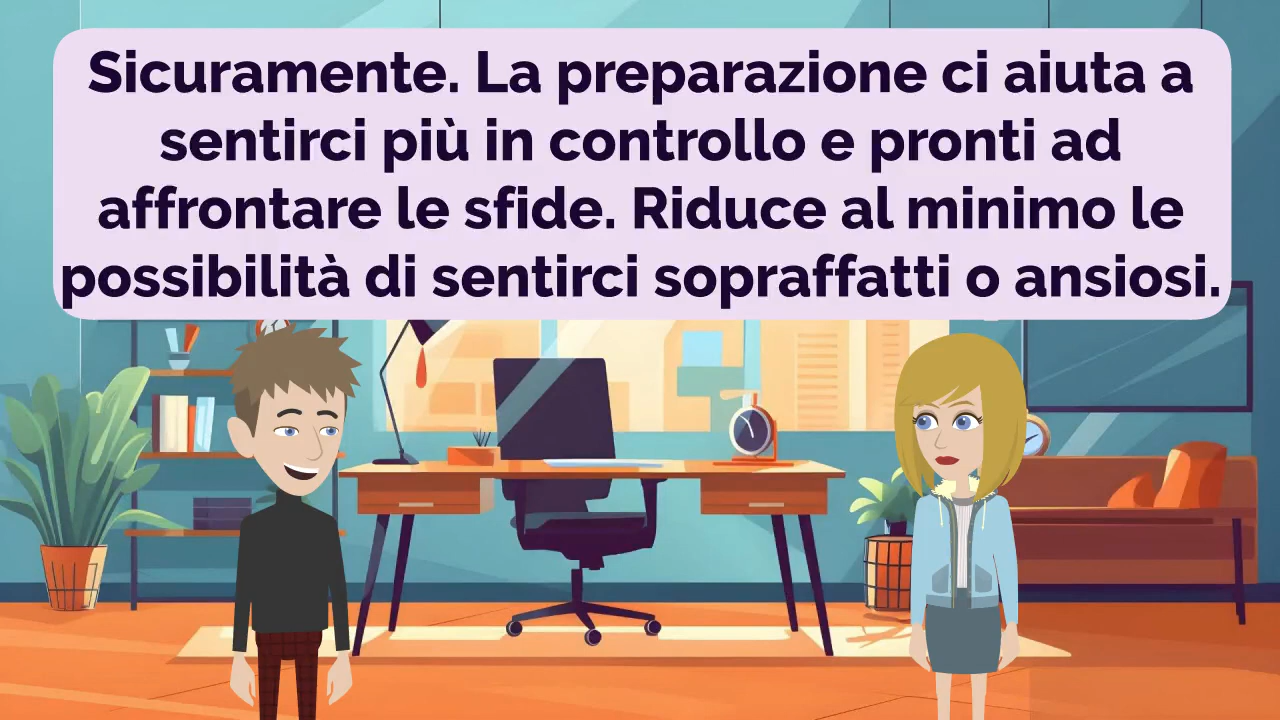 Sicuramente. La preparazione ci aiuta a
sentirci più in controllo e pronti ad
affrontare le sfide. Riduce al minimo le
possibilità di sentirci sopraffatti o ansiosi.